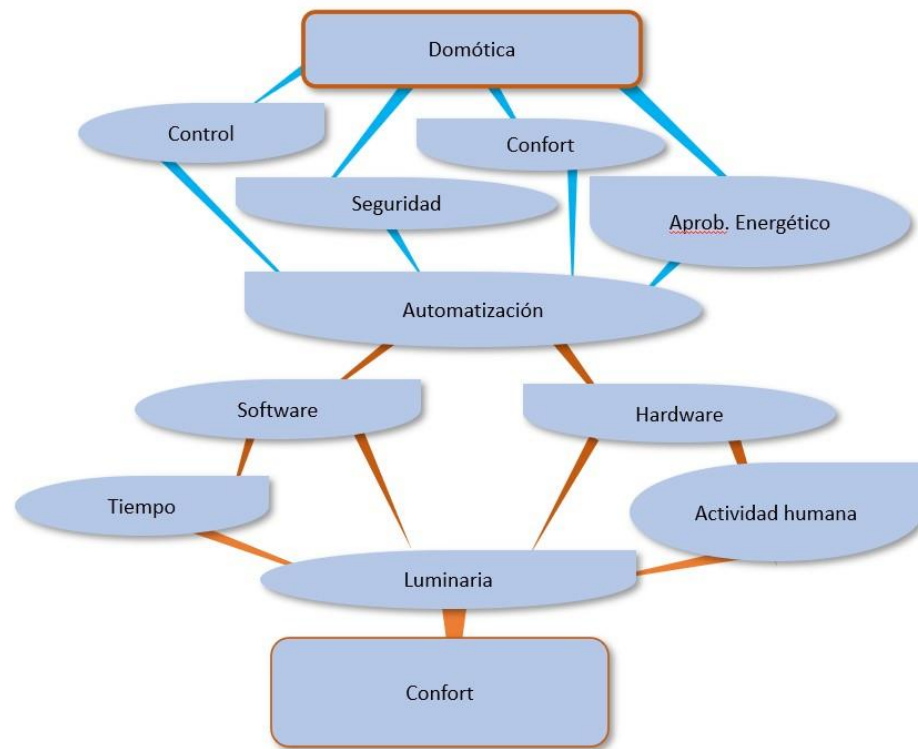 Domótica
Control
Confort
Seguridad
Aprob. Energético
Automatización
Software
Hardware
Tiempo
Actividad humana
Luminaria
Confort